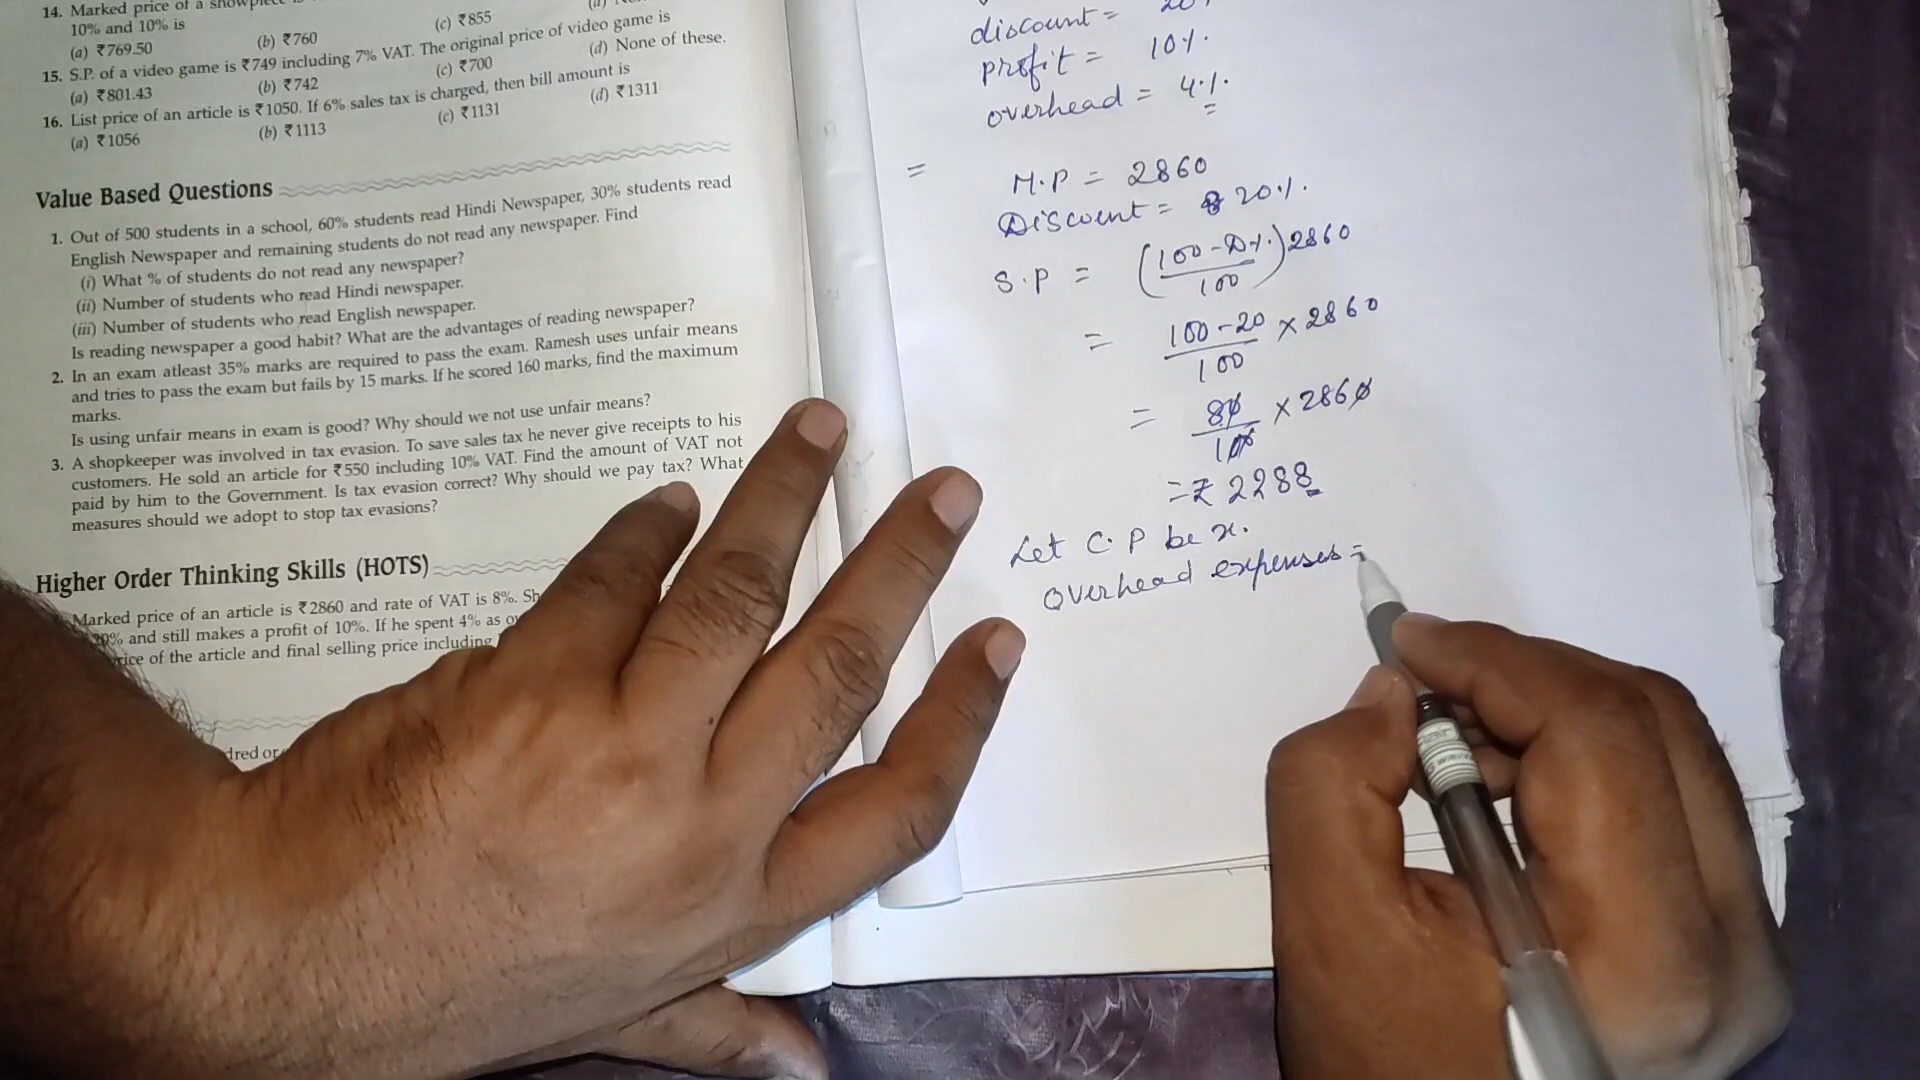 14. Marked price of a showpiece
10% and 10% is
(a) ₹769.50 (b) ₹760 (c) ₹855
15. S.P. of a video game is ₹749 including 7% VAT. The original price of video game is
(a) ₹801.43 (b) ₹742 (c) ₹700 (d) None of these.
16. List price of an article is ₹1050. If 6% sales tax is charged, then bill amount is
(a) ₹1056 (b) ₹1113 (c) ₹1131 (d) ₹1311
Value Based Questions
1. Out of 500 students in a school, 60% students read Hindi Newspaper, 30% students read
English Newspaper and remaining students do not read any newspaper. Find
(i) What % of students do not read any newspaper?
(ii) Number of students who read Hindi newspaper.
(iii) Number of students who read English newspaper.
Is reading newspaper a good habit? What are the advantages of reading newspaper?
2. In an exam atleast 35% marks are required to pass the exam. Ramesh uses unfair means
and tries to pass the exam but fails by 15 marks. If he scored 160 marks, find the maximum
marks.
Is using unfair means in exam is good? Why should we not use unfair means?
3. A shopkeeper was involved in tax evasion. To save sales tax he never give receipts to his
customers. He sold an article for ₹550 including 10% VAT. Find the amount of VAT not
paid by him to the Government. Is tax evasion correct? Why should we pay tax? What
measures should we adopt to stop tax evasions?
Higher Order Thinking Skills (HOTS)
Marked price of an article is ₹2860 and rate of VAT is 8%. Sh
% and still makes a profit of 10%. If he spent 4% as
of the article and final selling price including
discount =
profit = 10%.
overhead = 4%.
= M.P = 2860
Discount = 20%.
S.P = (100-D%./100)2860
= 100-20/100 × 2860
= 80/100 × 2860
= ₹ 2288
Let C.P be x.
overhead expenses =